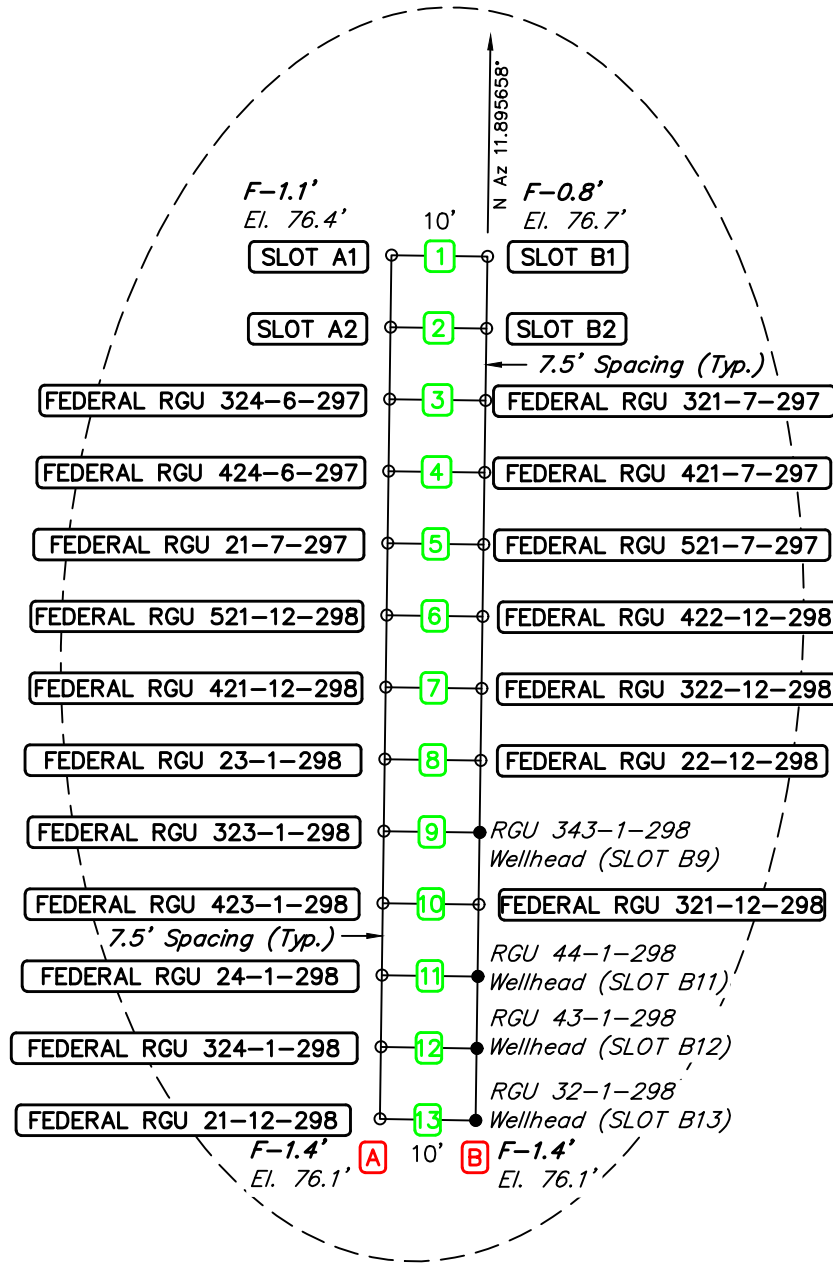 N Az 11.895658°
F-1.1'
El. 76.4'
10'
F-0.8'
El. 76.7'
SLOT A1
1
SLOT B1
SLOT A2
2
SLOT B2
7.5' Spacing (Typ.)
FEDERAL RGU 324-6-297
3
FEDERAL RGU 321-7-297
FEDERAL RGU 424-6-297
4
FEDERAL RGU 421-7-297
FEDERAL RGU 21-7-297
5
FEDERAL RGU 521-7-297
FEDERAL RGU 521-12-298
6
FEDERAL RGU 422-12-298
FEDERAL RGU 421-12-298
7
FEDERAL RGU 322-12-298
FEDERAL RGU 23-1-298
8
FEDERAL RGU 22-12-298
FEDERAL RGU 323-1-298
9
RGU 343-1-298
Wellhead (SLOT B9)
FEDERAL RGU 423-1-298
10
FEDERAL RGU 321-12-298
7.5' Spacing (Typ.)
FEDERAL RGU 24-1-298
11
RGU 44-1-298
Wellhead (SLOT B11)
FEDERAL RGU 324-1-298
12
RGU 43-1-298
Wellhead (SLOT B12)
FEDERAL RGU 21-12-298
13
RGU 32-1-298
Wellhead (SLOT B13)
F-1.4'
El. 76.1'
A
10'
B
F-1.4'
El. 76.1'